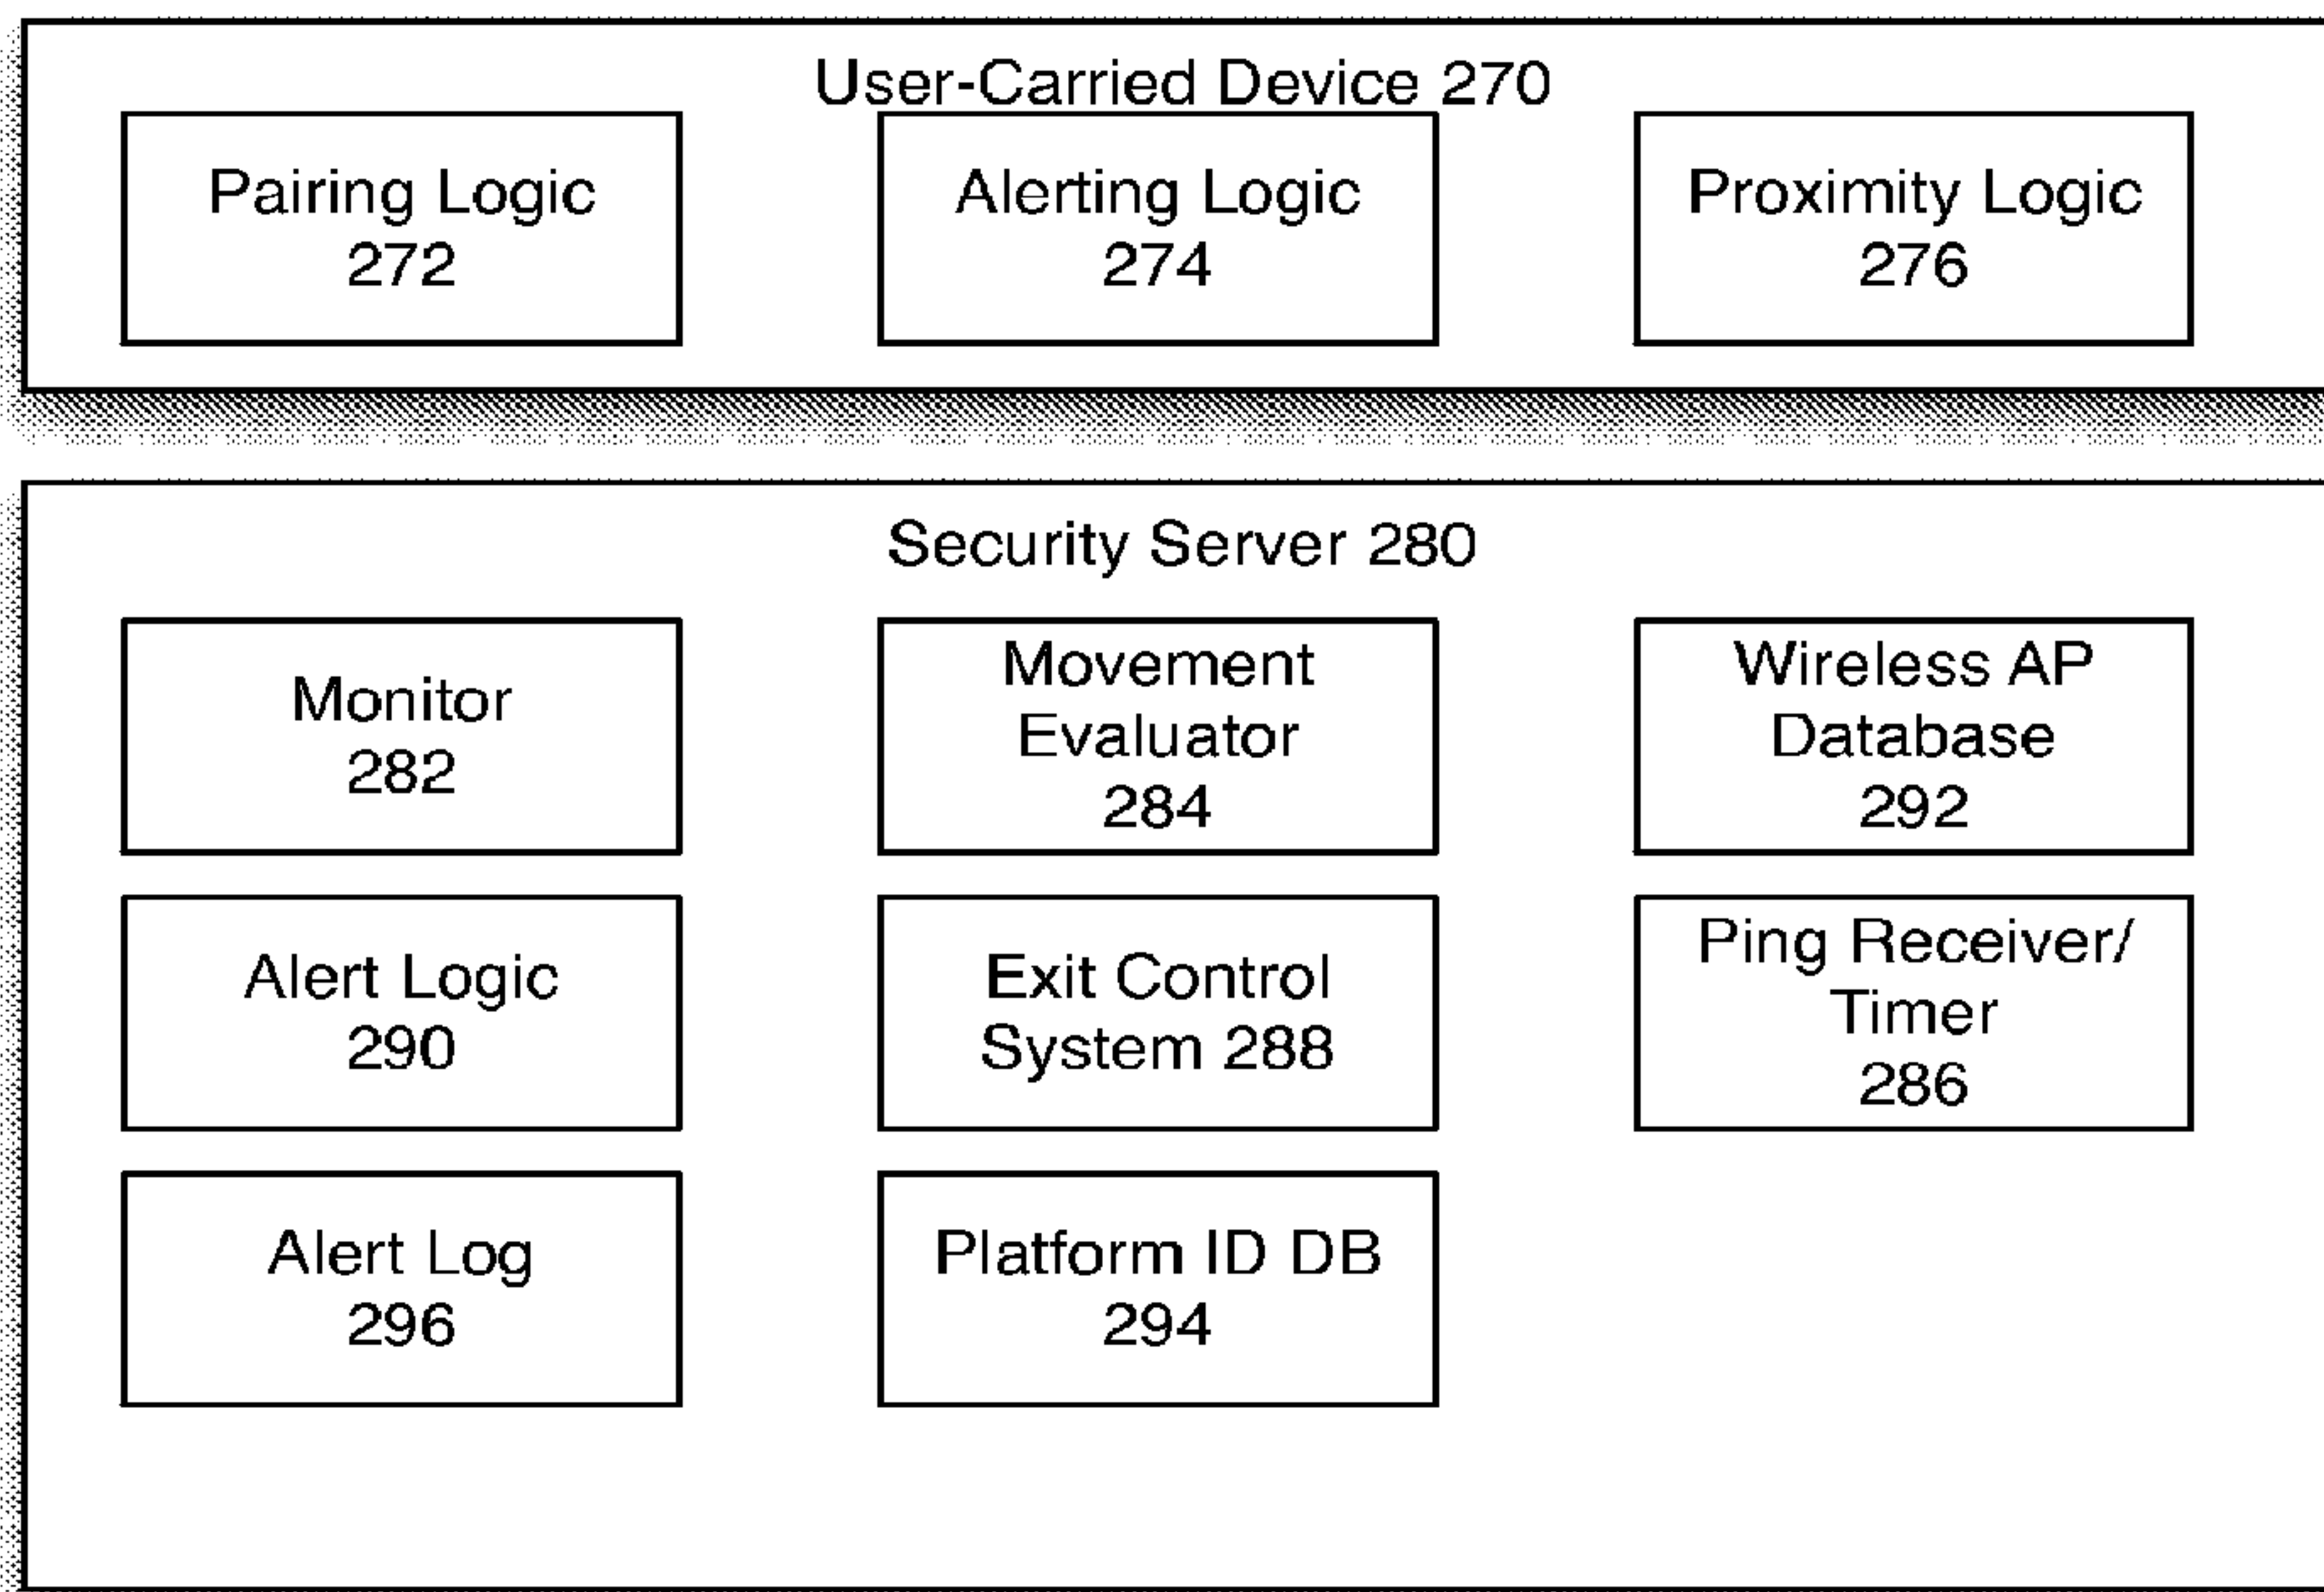 User-Carried Device 270
Pairing Logic
272
Alerting Logic
274
Proximity Logic
276
Security Server 280
Monitor
282
Movement
Evaluator
284
Wireless AP
Database
292
Alert Logic
290
Exit Control
System 288
Ping Receiver/
Timer
286
Alert Log
296
Platform ID DB
294